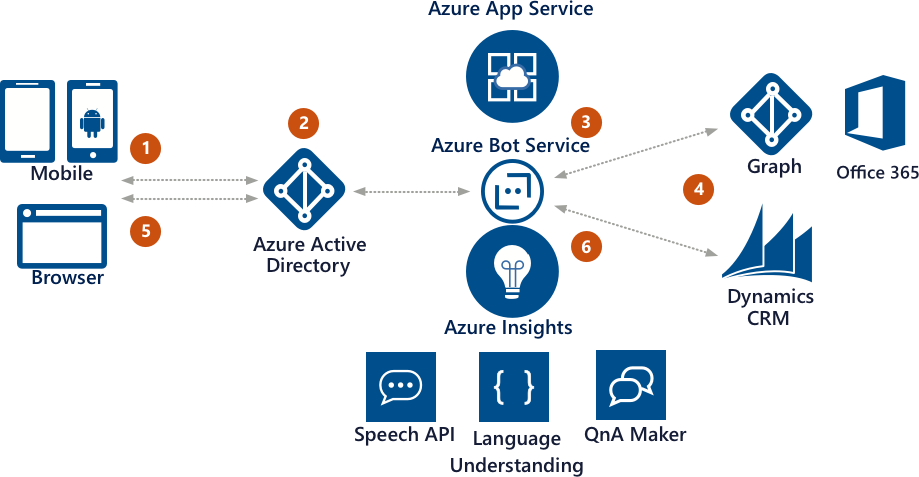 Azure App Service
1
2
3
Azure Bot Service
Mobile
Graph
Office 365
4
5
6
Azure Active
Directory
Browser
Dynamics
CRM
Azure Insights
Speech API
Language
Understanding
QnA Maker